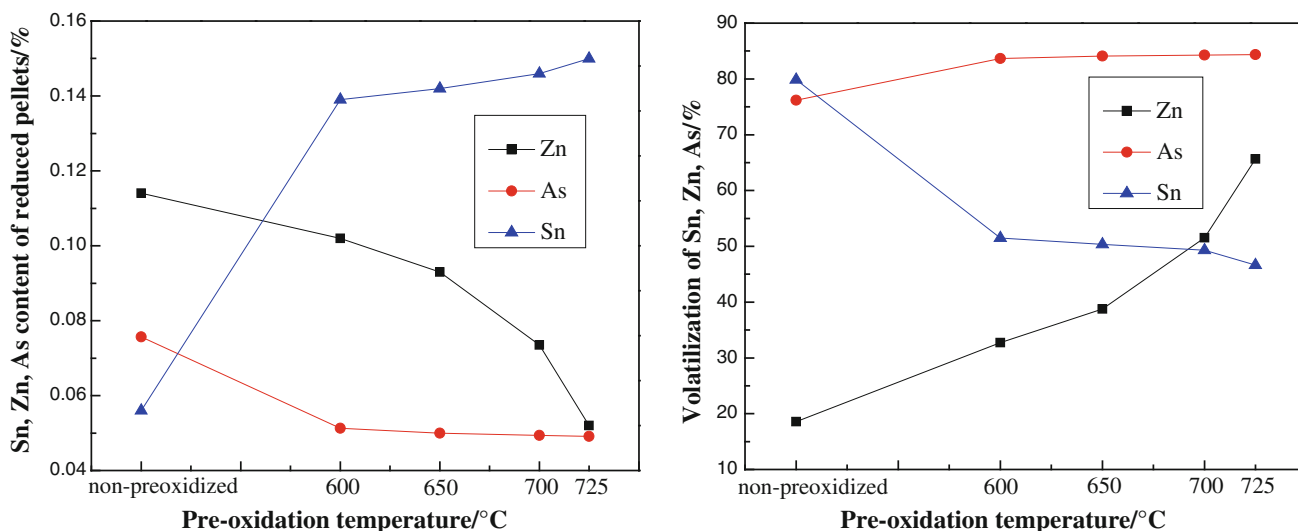 Sn, Zn, As content of reduced pellets/%
0.16
0.14
0.12
0.10
0.08
0.06
0.04
Zn
As
Sn
non-preoxidized 600 650 700 725
Pre-oxidation temperature/°C
Volatilization of Sn, Zn, As/%
90
80
70
60
50
40
30
20
10
Zn
As
Sn
non-preoxidized 600 650 700 725
Pre-oxidation temperature/°C